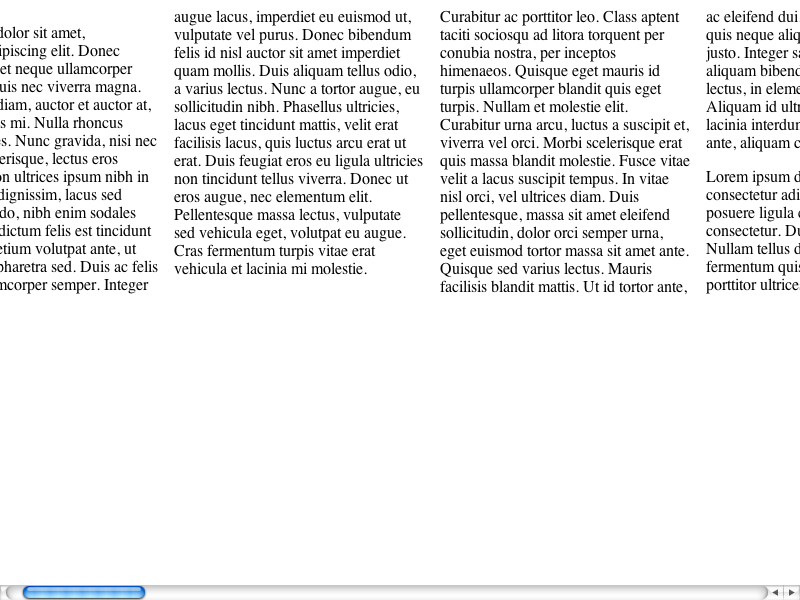 dolor sit amet,
et neque ullamcorper
uis nec viverra magna.
diam, auctor et auctor at,
s mi. Nulla rhoncus
es. Nunc gravida, nisi nec
erisque, lectus eros
on ultrices ipsum nibh in
dignissim, lacus sed
do, nibh enim sodales
dictum felis est tincidunt
etium volutpat ante, ut
pharetra sed. Duis ac felis
mcorper semper. Integer
augue lacus, imperdiet eu euismod ut,
vulputate vel purus. Donec bibendum
felis id nisl auctor sit amet imperdiet
quam mollis. Duis aliquam tellus odio,
a varius lectus. Nunc a tortor augue, eu
sollicitudin nibh. Phasellus ultricies,
lacus eget tincidunt mattis, velit erat
facilisis lacus, quis luctus arcu erat ut
erat. Duis feugiat eros eu ligula ultricies
non tincidunt tellus viverra. Donec ut
eros augue, nec elementum elit.
Pellentesque massa lectus, vulputate
sed vehicula eget, volutpat eu augue.
Cras fermentum turpis vitae erat
vehicula et lacinia mi molestie.
Curabitur ac porttitor leo. Class aptent
taciti sociosqu ad litora torquent per
conubia nostra, per inceptos
himenaeos. Quisque eget mauris id
turpis ullamcorper blandit quis eget
turpis. Nullam et molestie elit.
Curabitur urna arcu, luctus a suscipit et,
viverra vel orci. Morbi scelerisque erat
quis massa blandit molestie. Fusce vitae
velit a lacus suscipit tempus. In vitae
nisl orci, vel ultrices diam. Duis
pellentesque, massa sit amet eleifend
sollicitudin, dolor orci semper urna,
eget euismod tortor massa sit amet ante.
Quisque sed varius lectus. Mauris
facilisis blandit mattis. Ut id tortor ante,
ac eleifend dui
quis neque aliq
justo. Integer sa
aliquam bibend
lectus, in eleme
Aliquam id ultr
lacinia interdun
ante, aliquam c
Lorem ipsum d
consectetur adi
posuere ligula
consectetur. Du
Nullam tellus d
fermentum quis
porttitor ultrice